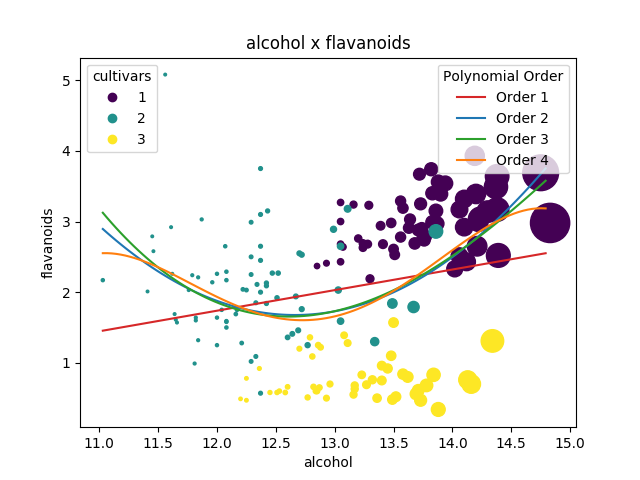 alcohol x flavanoids
cultivars
1
2
3
Polynomial Order
Order 1
Order 2
Order 3
Order 4
flavanoids
5
4
3
2
1
11.0 11.5 12.0 12.5 13.0 13.5 14.0 14.5 15.0
alcohol